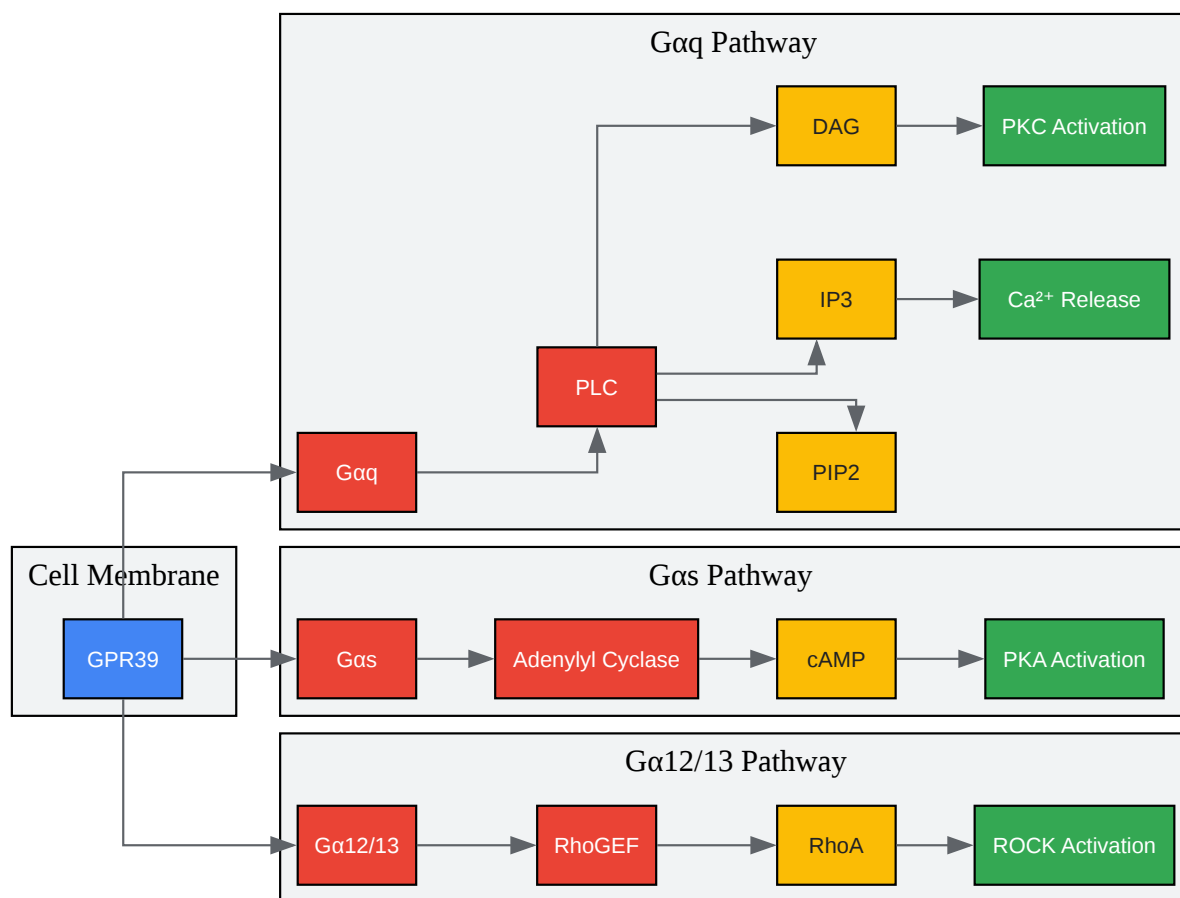 Gαq Pathway
DAG
PKC Activation
IP3
Ca²⁺ Release
PLC
Gαq
PIP2
Cell Membrane
GPR39
Gαs Pathway
Gαs
Adenylyl Cyclase
cAMP
PKA Activation
Gα12/13 Pathway
Gα12/13
RhoGEF
RhoA
ROCK Activation